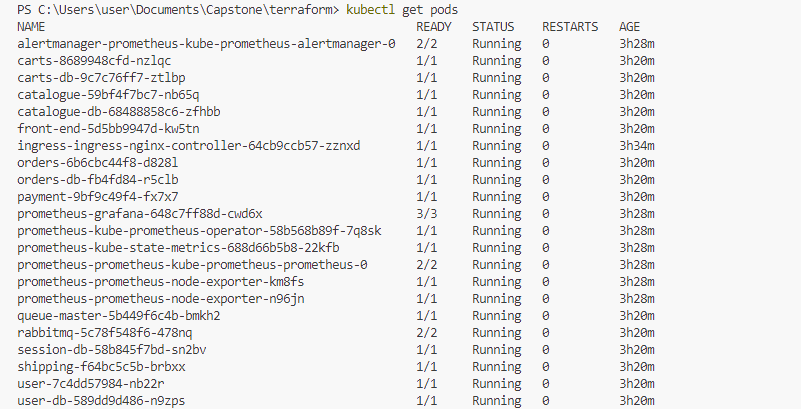 PS C:\Users\user\Documents\Capstone\terraform> kubectl get pods
NAME READY STATUS RESTARTS AGE
alertmanager-prometheus-kube-prometheus-alertmanager-0 2/2 Running 0 3h28m
carts-8689948cfd-nzlqc 1/1 Running 0 3h20m
carts-db-9c7c76ff7-ztlbp 1/1 Running 0 3h20m
catalogue-59bf4f7bc7-nb65q 1/1 Running 0 3h20m
catalogue-db-68488858c6-zfhbb 1/1 Running 0 3h20m
front-end-5d5bb9947d-kw5tn 1/1 Running 0 3h20m
ingress-ingress-nginx-controller-64cb9ccb57-zznxd 1/1 Running 0 3h34m
orders-6b6cbc44f8-d828l 1/1 Running 0 3h20m
orders-db-fb4fd84-r5clb 1/1 Running 0 3h20m
payment-9bf9c49f4-fx7x7 1/1 Running 0 3h20m
prometheus-grafana-648c7ff88d-cwd6x 3/3 Running 0 3h28m
prometheus-kube-prometheus-operator-58b568b89f-7q8sk 1/1 Running 0 3h28m
prometheus-kube-state-metrics-688d66b5b8-22kfb 1/1 Running 0 3h28m
prometheus-prometheus-kube-prometheus-prometheus-0 2/2 Running 0 3h28m
prometheus-prometheus-node-exporter-km8fs 1/1 Running 0 3h28m
prometheus-prometheus-node-exporter-n96jn 1/1 Running 0 3h28m
queue-master-5b449f6c4b-bmkh2 1/1 Running 0 3h20m
rabbitmq-5c78f548f6-478nq 2/2 Running 0 3h20m
session-db-58b845f7bd-sn2bv 1/1 Running 0 3h20m
shipping-f64bc5c5b-brbxx 1/1 Running 0 3h20m
user-7c4dd57984-nb22r 1/1 Running 0 3h20m
user-db-589dd9d486-n9zps 1/1 Running 0 3h20m